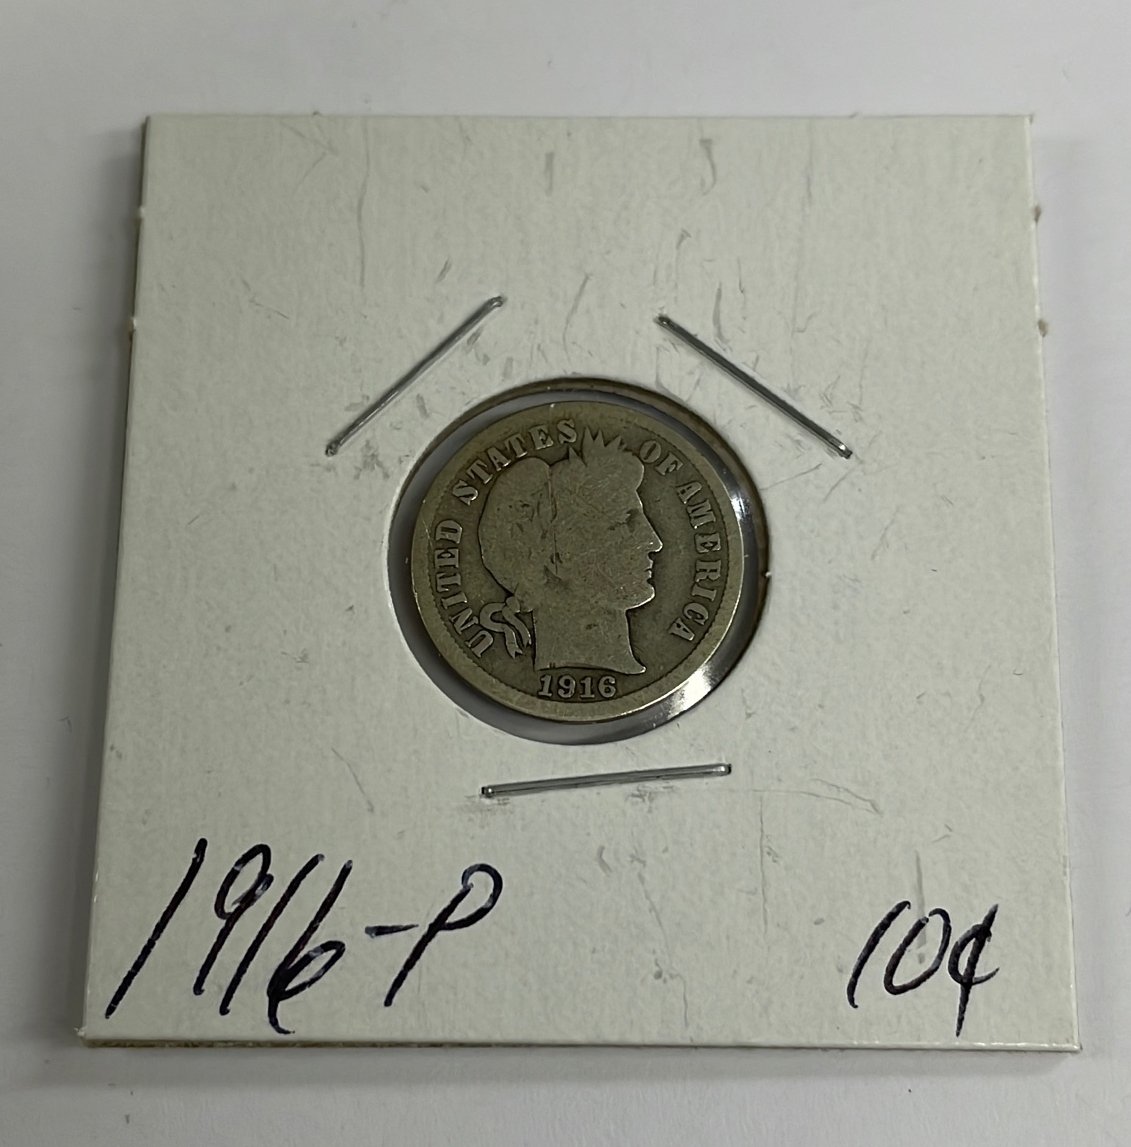 UNITED STATES OF AMERICA
1916
1916-P
10¢